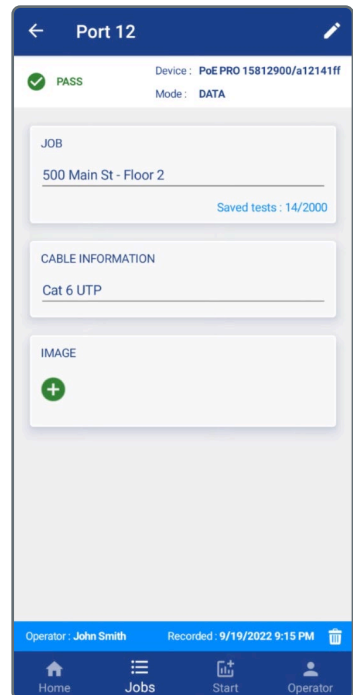 Port 12
PASS
Device : PoE PRO 15812900/a12141ff
Mode : DATA
JOB
500 Main St - Floor 2
Saved tests : 14/2000
CABLE INFORMATION
Cat 6 UTP
IMAGE
Operator : John Smith Recorded : 9/19/2022 9:15 PM
Home Jobs Start Operator